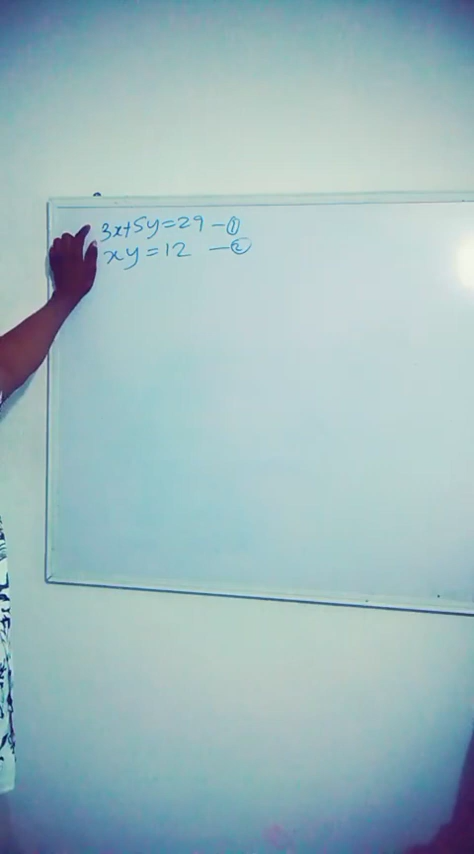 3x+5y=29 —①
xy=12 —②